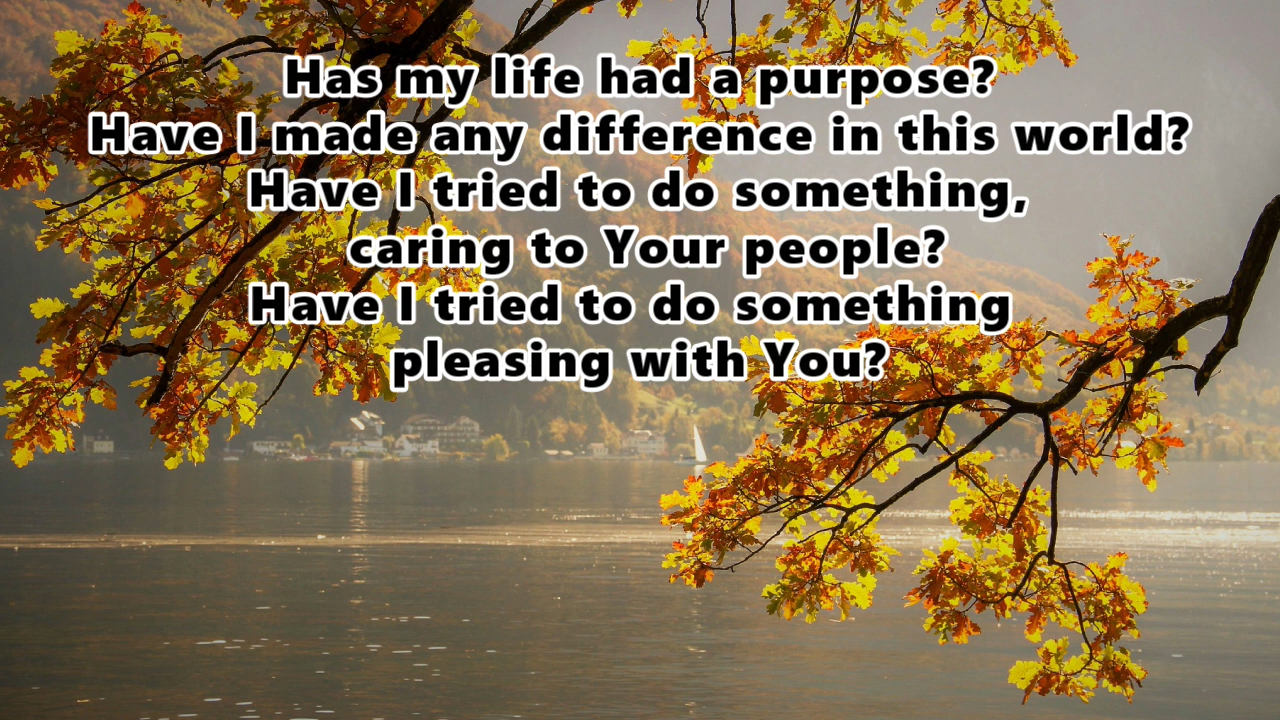 Has my life had a purpose?
Have I made any difference in this world?
Have I tried to do something,
caring to Your people?
Have I tried to do something
pleasing with You?